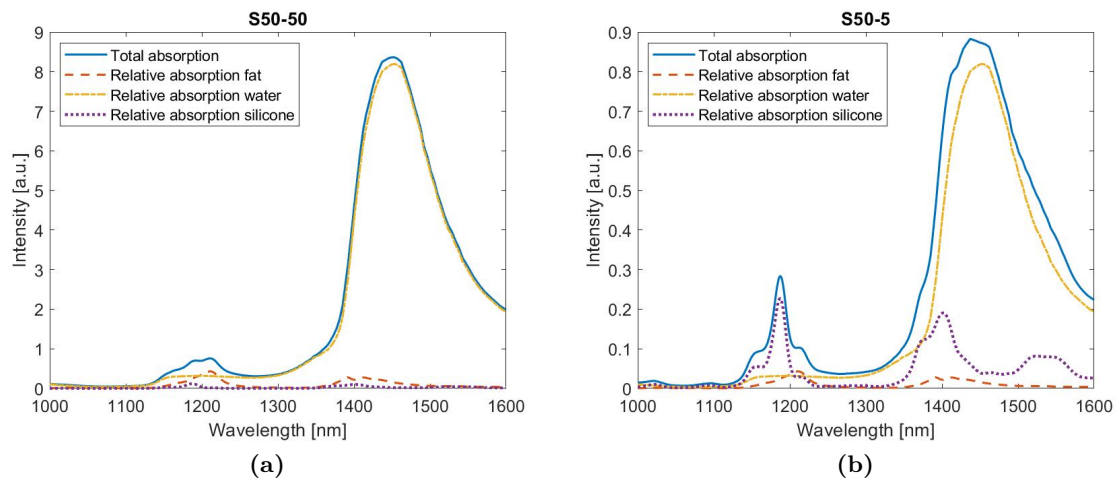 S50-50
Total absorption
Relative absorption fat
Relative absorption water
Relative absorption silicone
9
8
7
6
5
4
3
2
1
0
Intensity [a.u.]
1000 1100 1200 1300 1400 1500 1600
Wavelength [nm]
(a)
S50-5
Total absorption
Relative absorption fat
Relative absorption water
Relative absorption silicone
0.9
0.8
0.7
0.6
0.5
0.4
0.3
0.2
0.1
0
Intensity [a.u.]
1000 1100 1200 1300 1400 1500 1600
Wavelength [nm]
(b)